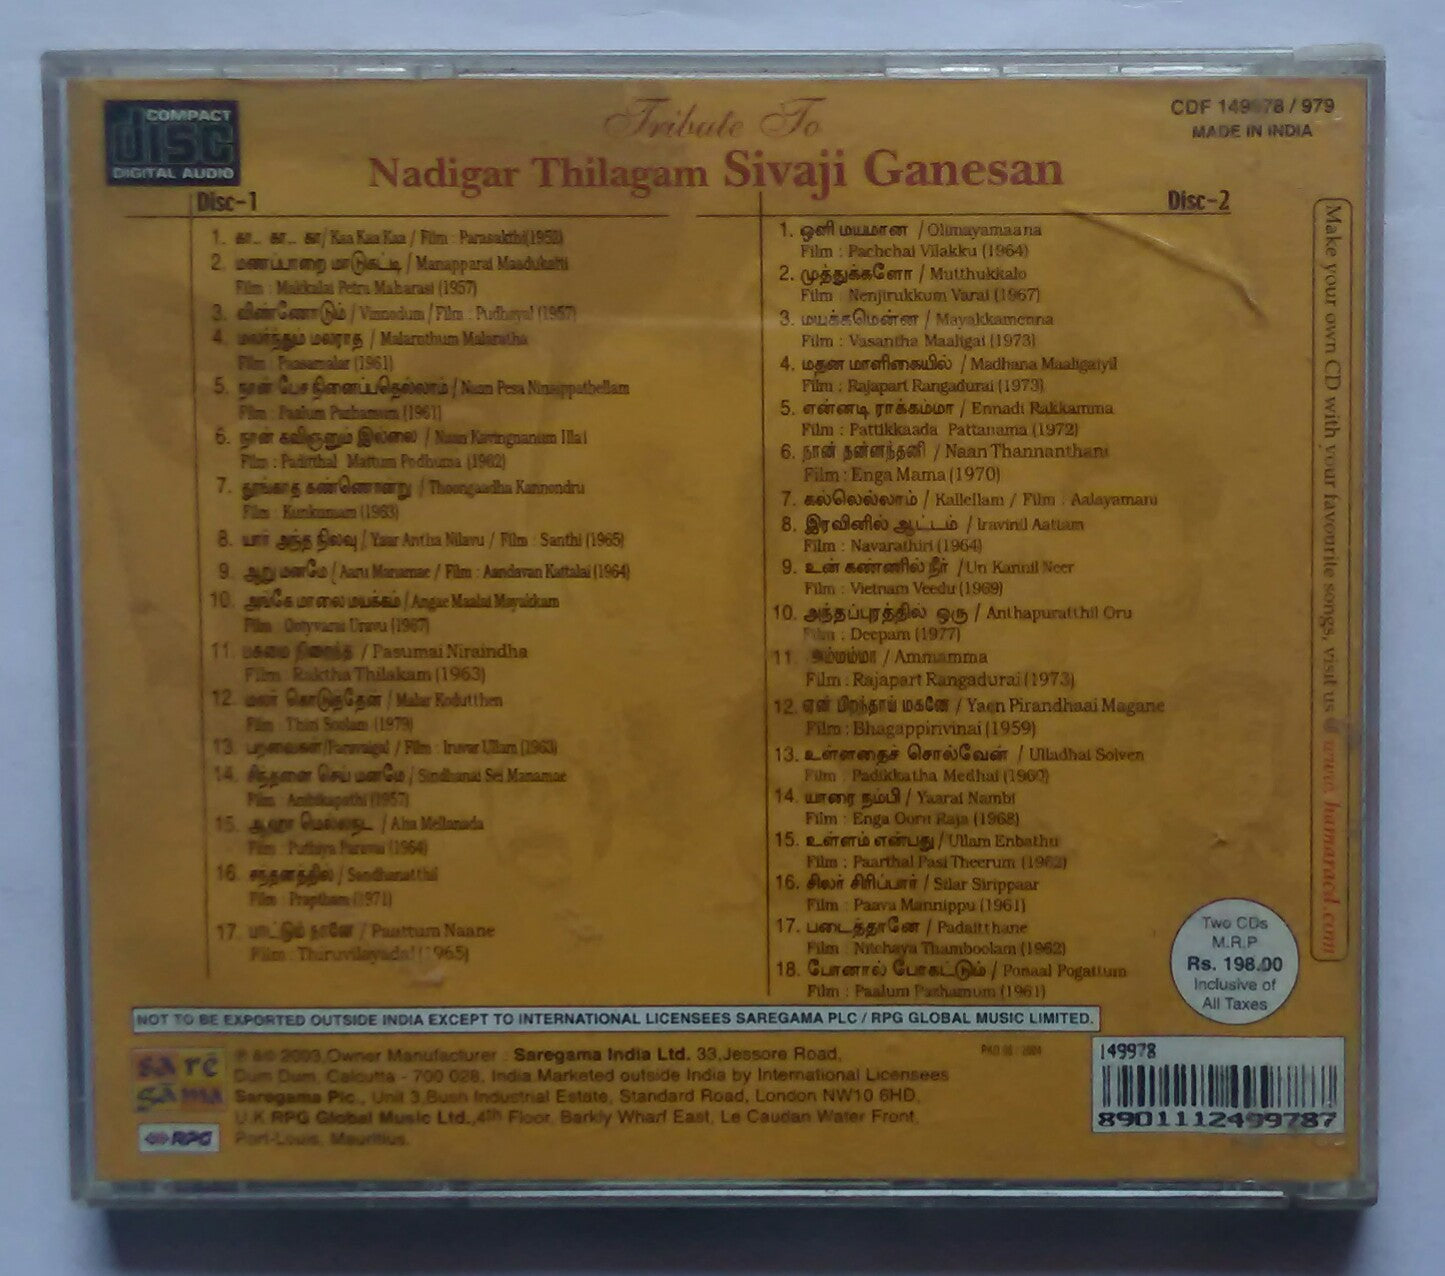 COMPACT
disc
DIGITAL AUDIO
Tribute To
Nadigar Thilagam Sivaji Ganesan
CDF 149978 / 979
MADE IN INDIA
Disc-1
1. கா.. கா.. கா / Kaa Kaa Kaa / Film : Parasakthi (1952)
2. மணப்பாறை மாடுகட்டி / Manapparai Maadukatti
Film : Makkalai Petra Maharasi (1957)
3. விண்ணோடும் / Vinnodum / Film : Pudhayal (1957)
4. மலர்ந்தும் மலராத / Malarnthum Malaratha
Film : Paasamalar (1961)
5. நான் பேச நினைப்பதெல்லாம் / Naan Pesa Ninaippathellam
Film : Paalum Pazhamum (1961)
6. நான் கவிஞனும் இல்லை / Naan Kavingnanum Illai
Film : Paditthal Mattum Podhuma (1962)
7. தூங்காத கண்ணொன்று / Thoongaadha Kannondru
Film : Kunkumam (1963)
8. யார் அந்த நிலவு / Yaar Antha Nilavu / Film : Santhi (1965)
9. ஆறு மனமே / Aaru Manamae / Film : Aandavan Kattalai (1964)
10. அங்கே மாலை மயக்கம் / Angae Maalai Mayakkam
Film : Ootyvarai Uravu (1967)
11. பசுமை நிறைந்த / Pasumai Niraindha
Film : Raktha Thilakam (1963)
12. மலர் கொடுத்தேன் / Malar Kodutthen
Film : Thiri Soolam (1979)
13. பறவைகள் / Paravaigal / Film : Iruvar Ullam (1963)
14. சிந்தனை செய் மனமே / Sindhanai Sei Manamae
Film : Ambikapathi (1957)
15. ஆஹா மெல்லநட / Aha Mellanada
Film : Puthiya Paravai (1964)
16. சந்தனத்தில் / Sandhanatthil
Film : Praptham (1971)
17. பாட்டும் நானே / Paattum Naane
Film : Thiruvilayadal (1965)
Disc-2
1. ஒளி மயமான / Olimayamaana
Film : Pachchai Vilakku (1964)
2. முத்துக்களோ / Mutthukkalo
Film : Nenjirukkum Varai (1967)
3. மயக்கமென்ன / Mayakkamenna
Film : Vasantha Maaligai (1973)
4. மதன மாளிகையில் / Madhana Maaligaiyil
Film : Rajapart Rangadurai (1973)
5. என்னடி ராக்கம்மா / Ennadi Rakkamma
Film : Pattikkaada Pattanama (1972)
6. நான் தன்னந்தனி / Naan Thannanthani
Film : Enga Mama (1970)
7. கல்லெல்லாம் / Kallellam / Film : Aalayamani
8. இரவினில் ஆட்டம் / Iravinil Aattam
Film : Navarathiri (1964)
9. உன் கண்ணில் நீர் / Un Kannil Neer
Film : Vietnam Veedu (1969)
10. அந்தப்புரத்தில் ஒரு / Anthapuratthil Oru
Film : Deepam (1977)
11. அம்மம்மா / Ammamma
Film : Rajapart Rangadurai (1973)
12. ஏன் பிறந்தாய் மகனே / Yaen Pirandhaai Magane
Film : Bhagappirivinai (1959)
13. உள்ளதைச் சொல்வேன் / Ulladhai Solven
Film : Padikkatha Medhai (1960)
14. யாரை நம்பி / Yaarai Nambi
Film : Enga Ooru Raja (1968)
15. உள்ளம் என்பது / Ullam Enbathu
Film : Paarthal Pasi Theerum (1962)
16. சிலர் சிரிப்பார் / Silar Sirippaar
Film : Paava Mannippu (1961)
17. படைத்தானே / Padaitthane
Film : Nitchaya Thamboolam (1962)
18. போனால் போகட்டும் / Ponaal Pogattum
Film : Paalum Pazhamum (1961)
Make your own CD with your favourite songs, visit us @ www.hamaracd.com
Two CDs
M.R.P
Rs. 198.00
Inclusive of
All Taxes
NOT TO BE EXPORTED OUTSIDE INDIA EXCEPT TO INTERNATIONAL LICENSEES SAREGAMA PLC / RPG GLOBAL MUSIC LIMITED.
sa re
ga ma
RPG
℗ & © 2003. Owner Manufacturer : Saregama India Ltd. 33, Jessore Road,
Dum Dum, Calcutta - 700 028, India. Marketed outside India by International Licensees
Saregama Plc., Unit 3, Bush Industrial Estate, Standard Road, London NW10 6HD,
U.K RPG Global Music Ltd., 4th Floor, Barkly Wharf East, Le Caudan Water Front,
Port-Louis, Mauritius.
149978
8901112499787